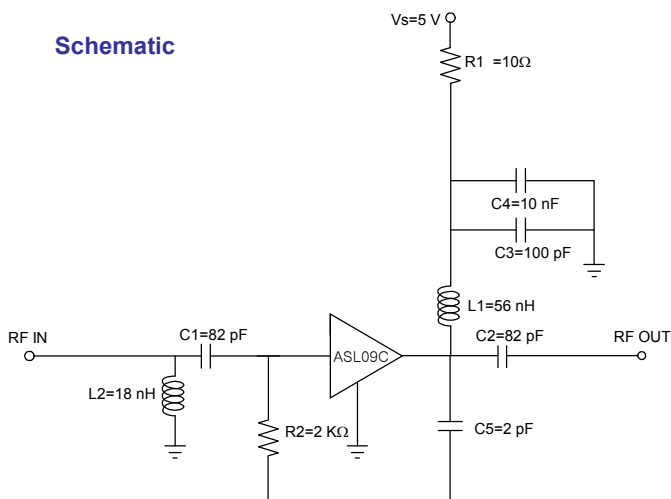 Vs=5 V
Schematic
R1 =10Ω
C4=10 nF
C3=100 pF
L1=56 nH
RF IN
C1=82 pF
C2=82 pF
RF OUT
ASL09C
L2=18 nH
R2=2 KΩ
C5=2 pF